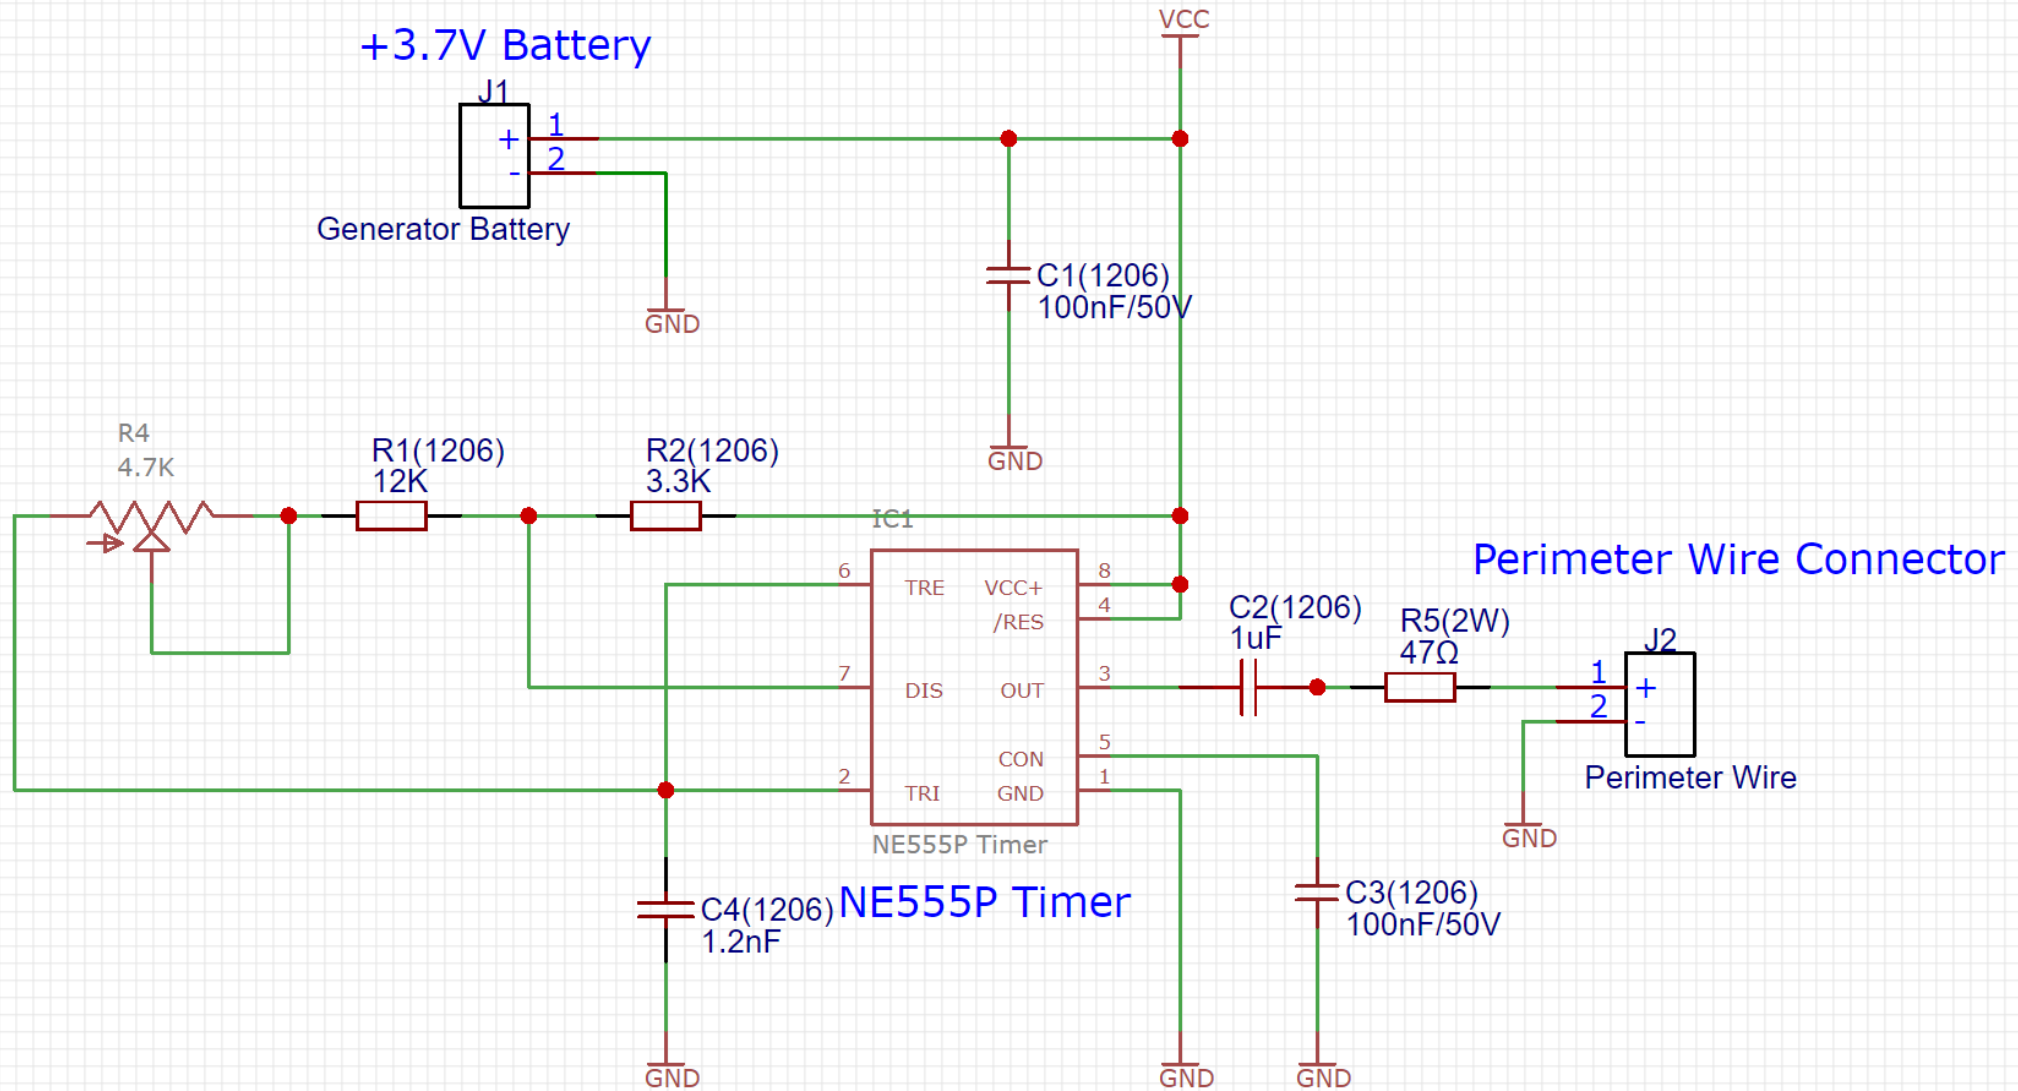 VCC
+3.7V Battery
J1
+ 1
- 2
Generator Battery
GND
C1(1206)
100nF/50V
GND
R4
4.7K
R1(1206)
12K
R2(1206)
3.3K
IC1
6 TRE VCC+ 8
/RES 4
7 DIS OUT 3
CON 5
2 TRI GND 1
NE555P Timer
NE555P Timer
Perimeter Wire Connector
C2(1206)
1uF
R5(2W)
47Ω
J2
1 +
2 -
Perimeter Wire
GND
C4(1206)
1.2nF
C3(1206)
100nF/50V
GND
GND
GND